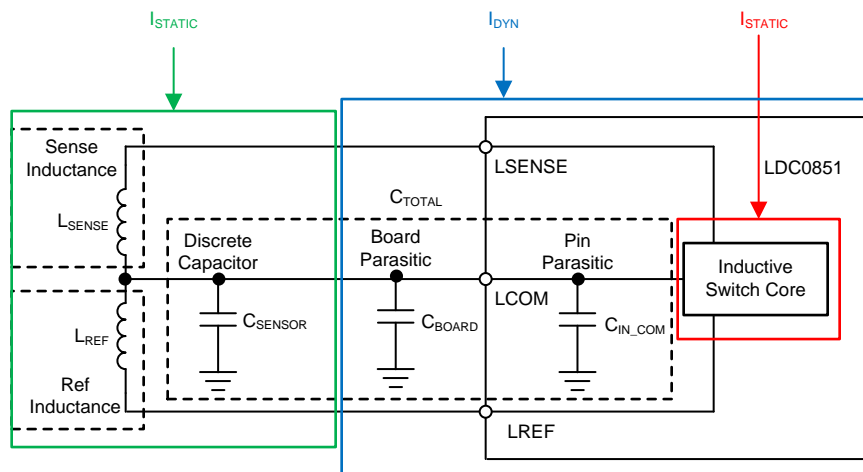 ISTATIC
IDYN
ISTATIC
Sense
Inductance
LSENSE
LDC0851
LSENSE
CTOTAL
Discrete
Capacitor
Board
Parasitic
Pin
Parasitic
Inductive
Switch Core
LCOM
CSENSOR
CBOARD
CIN_COM
LREF
Ref
Inductance
LREF